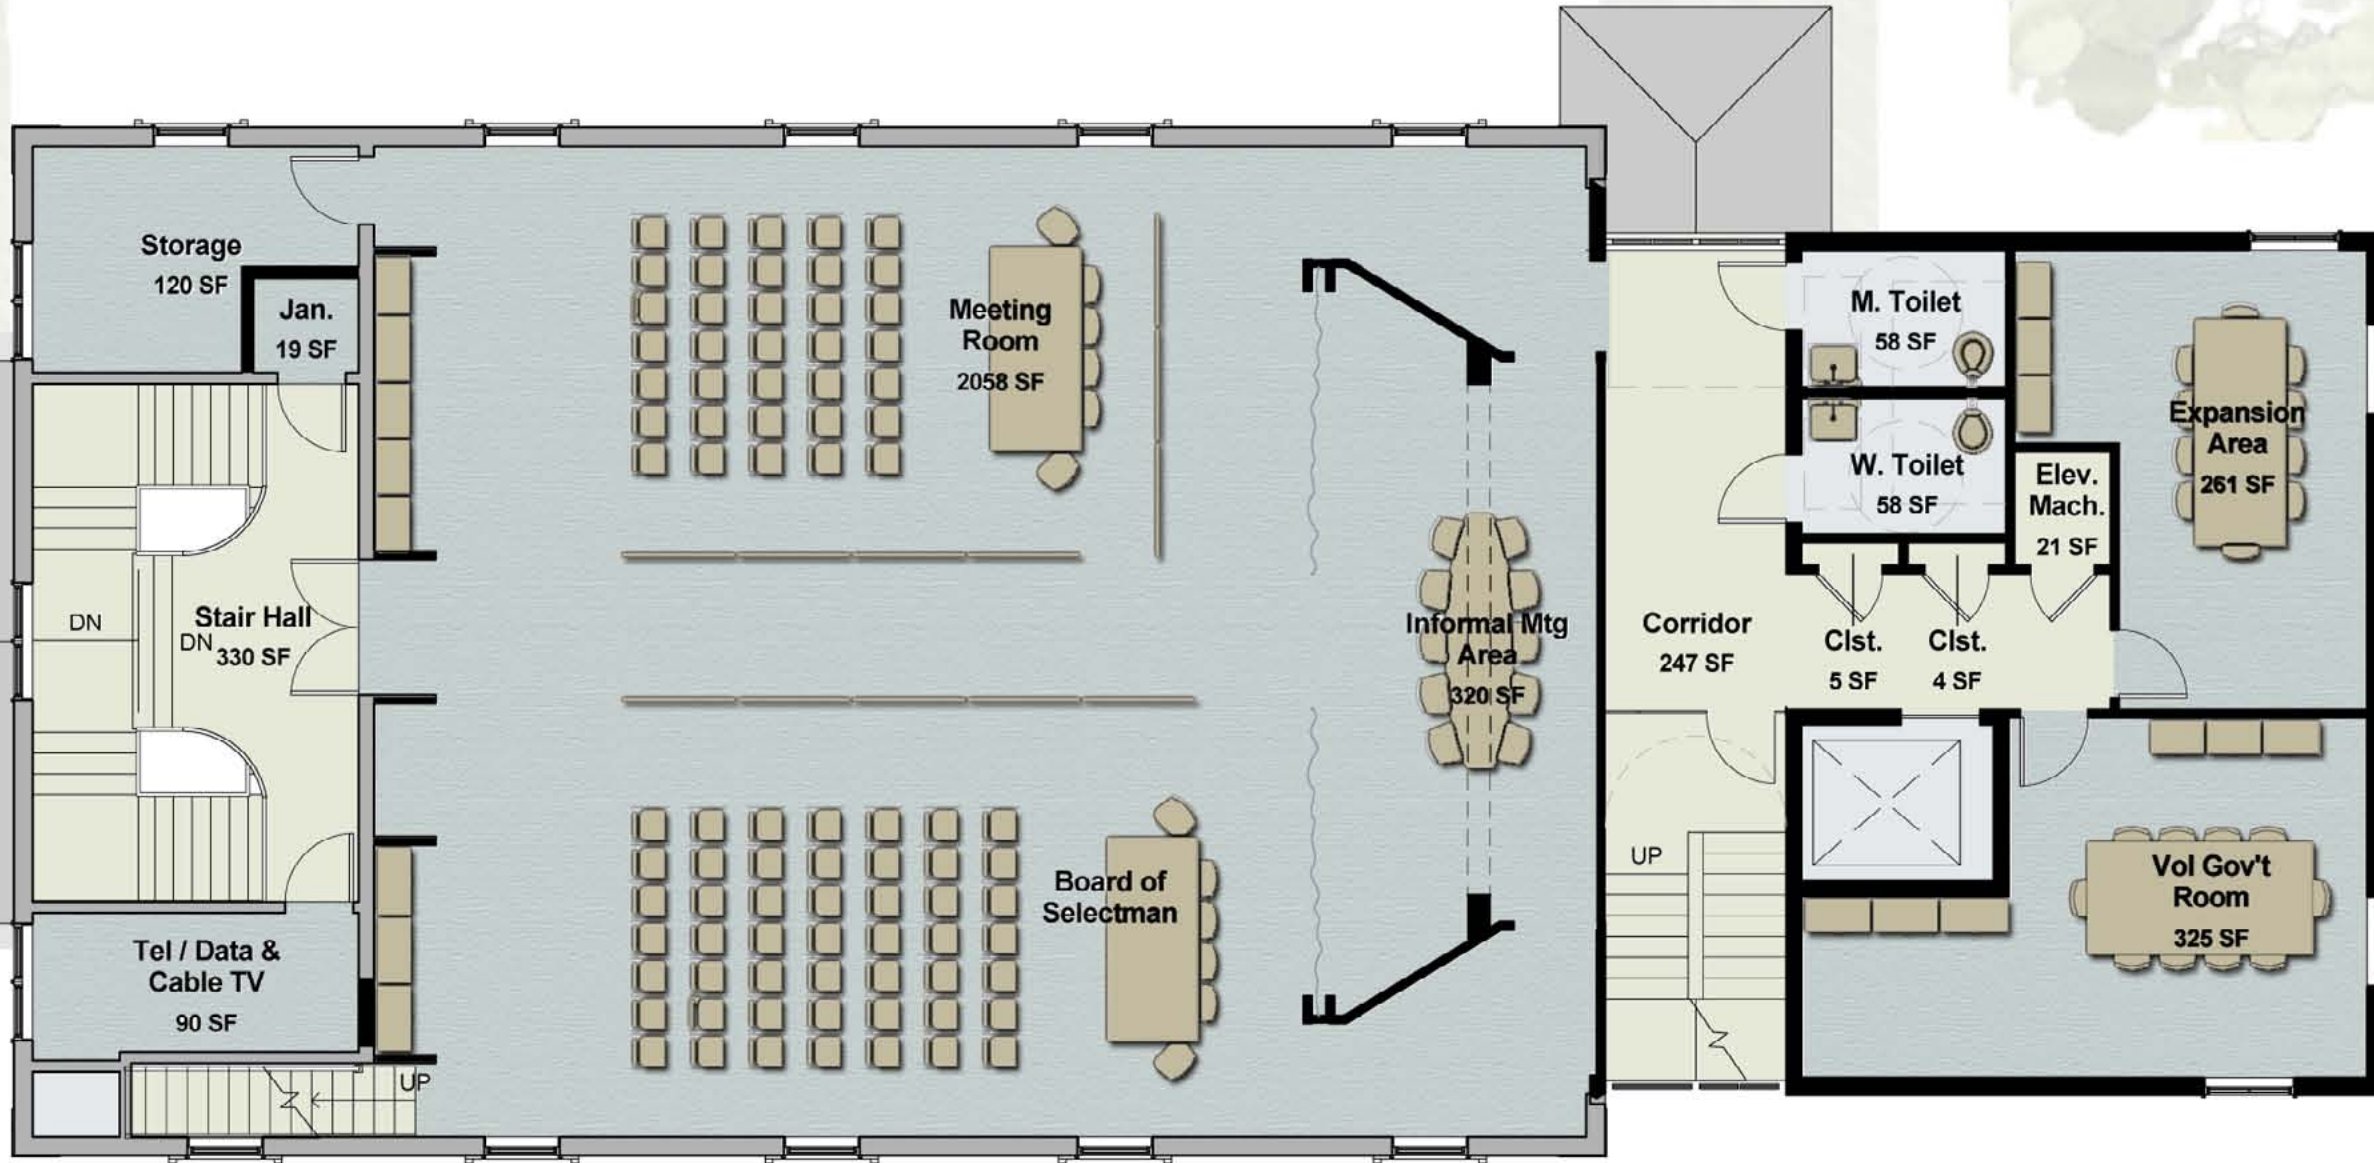 Storage
120 SF
Jan.
19 SF
DN
DN
Stair Hall
330 SF
Tel / Data &
Cable TV
90 SF
UP
Meeting
Room
2058 SF
Board of
Selectman
Informal Mtg
Area
320 SF
Corridor
247 SF
UP
M. Toilet
58 SF
W. Toilet
58 SF
Clst.
5 SF
Clst.
4 SF
Elev.
Mach.
21 SF
Expansion
Area
261 SF
Vol Gov't
Room
325 SF